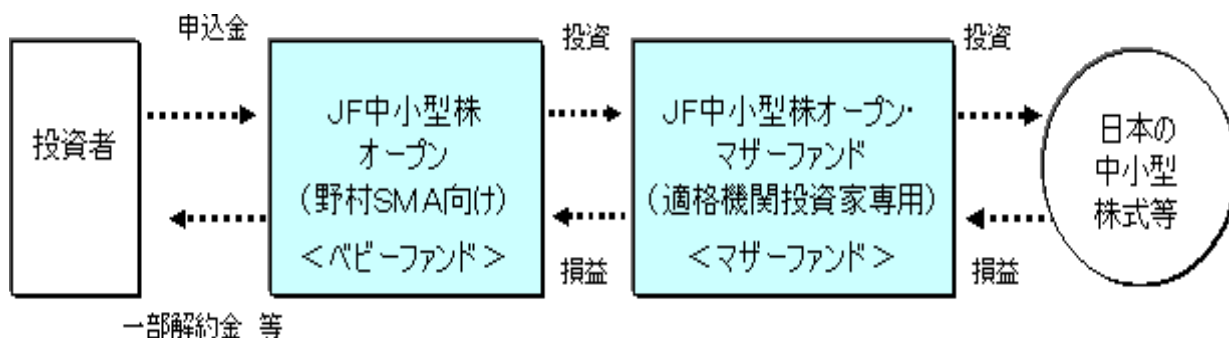 申込金
投資
投資
投資者
JF中小型株
オープン
(野村SMA向け)
＜ベビーファンド＞
JF中小型株オープン・
マザーファンド
(適格機関投資家専用)
＜マザーファンド＞
日本の
中小型
株式等
損益
損益
一部解約金 等